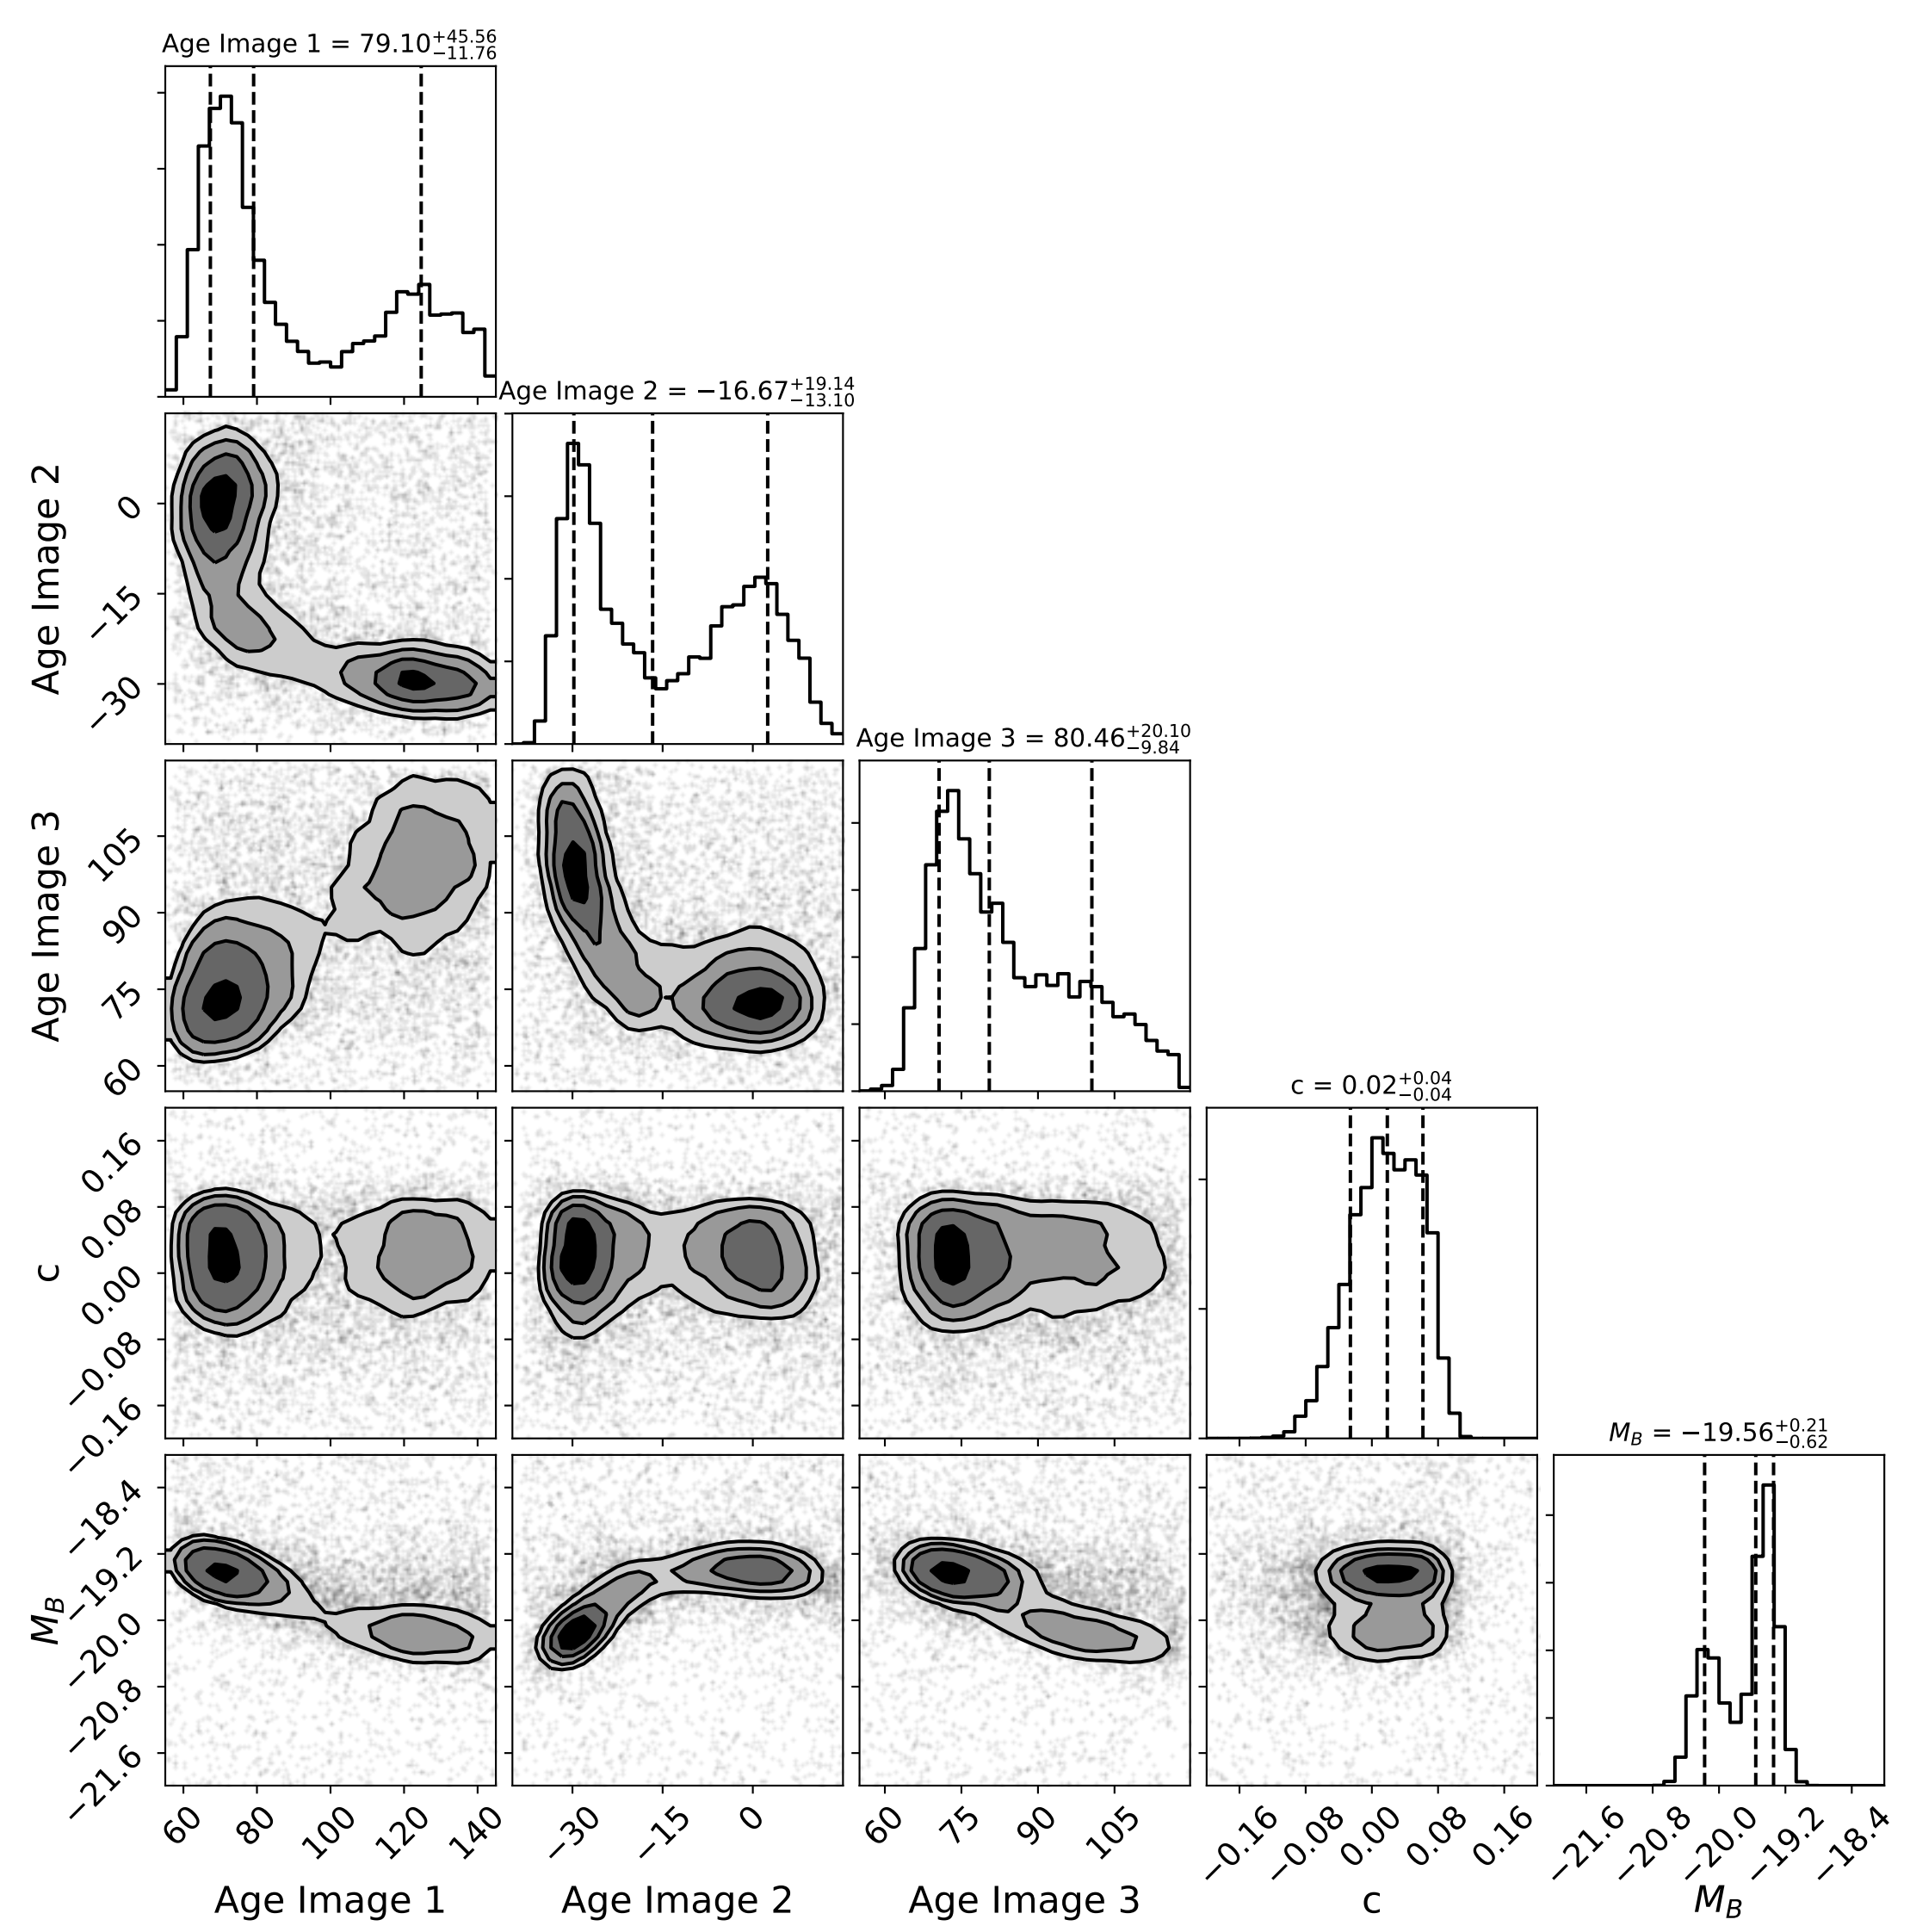 Age Image 1 = 79.10+45.56−11.76
Age Image 2 = −16.67+19.14−13.10
Age Image 2
0
−15
−30
Age Image 3 = 80.46+20.10−9.84
Age Image 3
105
90
75
60
c = 0.02+0.04−0.04
c
0.16
0.08
0.00
−0.08
−0.16
M_B = −19.56+0.21−0.62
M_B
−18.4
−19.2
−20.0
−20.8
−21.6
60 80 100 120 140
−30 −15 0
60 75 90 105
−0.16 −0.08 0.00 0.08 0.16
−21.6 −20.8 −20.0 −19.2 −18.4
Age Image 1
Age Image 2
Age Image 3
c
M_B